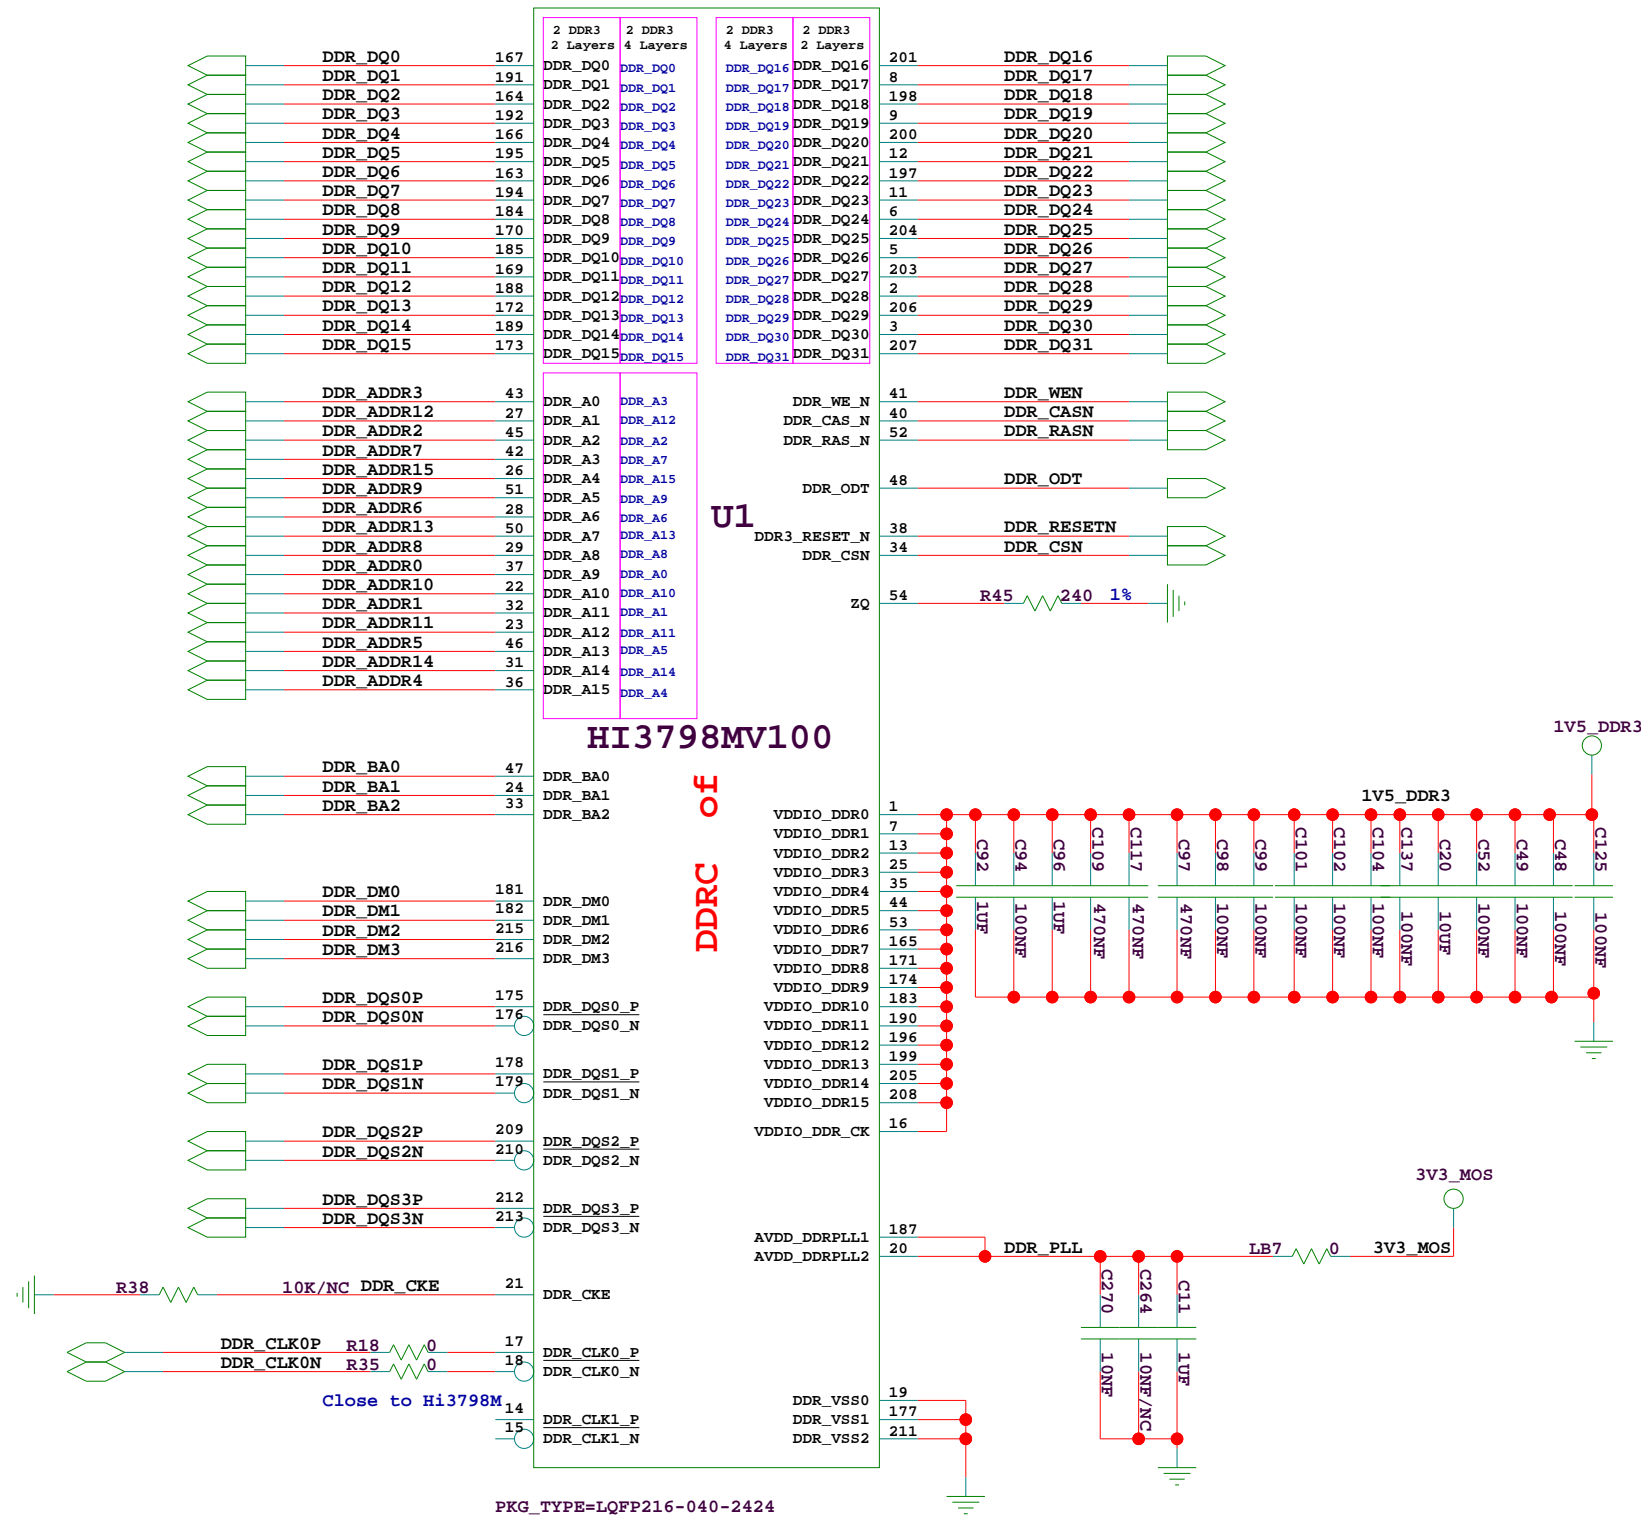 2 DDR3 2 DDR3 2 DDR3 2 DDR3
2 Layers 4 Layers 4 Layers 2 Layers
DDR_DQ0 167 DDR_DQ0 DDR_DQ0 DDR_DQ16 DDR_DQ16 201 DDR_DQ16
DDR_DQ1 191 DDR_DQ1 DDR_DQ1 DDR_DQ17 DDR_DQ17 8 DDR_DQ17
DDR_DQ2 164 DDR_DQ2 DDR_DQ2 DDR_DQ18 DDR_DQ18 198 DDR_DQ18
DDR_DQ3 192 DDR_DQ3 DDR_DQ3 DDR_DQ19 DDR_DQ19 9 DDR_DQ19
DDR_DQ4 166 DDR_DQ4 DDR_DQ4 DDR_DQ20 DDR_DQ20 200 DDR_DQ20
DDR_DQ5 195 DDR_DQ5 DDR_DQ5 DDR_DQ21 DDR_DQ21 12 DDR_DQ21
DDR_DQ6 163 DDR_DQ6 DDR_DQ6 DDR_DQ22 DDR_DQ22 197 DDR_DQ22
DDR_DQ7 194 DDR_DQ7 DDR_DQ7 DDR_DQ23 DDR_DQ23 11 DDR_DQ23
DDR_DQ8 184 DDR_DQ8 DDR_DQ8 DDR_DQ24 DDR_DQ24 6 DDR_DQ24
DDR_DQ9 170 DDR_DQ9 DDR_DQ9 DDR_DQ25 DDR_DQ25 204 DDR_DQ25
DDR_DQ10 185 DDR_DQ10 DDR_DQ10 DDR_DQ26 DDR_DQ26 5 DDR_DQ26
DDR_DQ11 169 DDR_DQ11 DDR_DQ11 DDR_DQ27 DDR_DQ27 203 DDR_DQ27
DDR_DQ12 188 DDR_DQ12 DDR_DQ12 DDR_DQ28 DDR_DQ28 2 DDR_DQ28
DDR_DQ13 172 DDR_DQ13 DDR_DQ13 DDR_DQ29 DDR_DQ29 206 DDR_DQ29
DDR_DQ14 189 DDR_DQ14 DDR_DQ14 DDR_DQ30 DDR_DQ30 3 DDR_DQ30
DDR_DQ15 173 DDR_DQ15 DDR_DQ15 DDR_DQ31 DDR_DQ31 207 DDR_DQ31
DDR_ADDR3 43 DDR_A0 DDR_A3 DDR_WE_N 41 DDR_WEN
DDR_ADDR12 27 DDR_A1 DDR_A12 DDR_CAS_N 40 DDR_CASN
DDR_ADDR2 45 DDR_A2 DDR_A2 DDR_RAS_N 52 DDR_RASN
DDR_ADDR7 42 DDR_A3 DDR_A7
DDR_ADDR15 26 DDR_A4 DDR_A15
DDR_ADDR9 51 DDR_A5 DDR_A9 DDR_ODT 48 DDR_ODT
DDR_ADDR6 28 DDR_A6 DDR_A6
U1
DDR_ADDR13 50 DDR_A7 DDR_A13 DDR3_RESET_N 38 DDR_RESETN
DDR_ADDR8 29 DDR_A8 DDR_A8 DDR_CSN 34 DDR_CSN
DDR_ADDR0 37 DDR_A9 DDR_A0
DDR_ADDR10 22 DDR_A10 DDR_A10 ZQ 54 R45 240 1%
DDR_ADDR1 32 DDR_A11 DDR_A1
DDR_ADDR11 23 DDR_A12 DDR_A11
DDR_ADDR5 46 DDR_A13 DDR_A5
DDR_ADDR14 31 DDR_A14 DDR_A14
DDR_ADDR4 36 DDR_A15 DDR_A4
HI3798MV100
DDRC of
1V5_DDR3
DDR_BA0 47 DDR_BA0
DDR_BA1 24 DDR_BA1
DDR_BA2 33 DDR_BA2
1V5_DDR3
VDDIO_DDR0 1
VDDIO_DDR1 7
VDDIO_DDR2 13
VDDIO_DDR3 25
VDDIO_DDR4 35
VDDIO_DDR5 44
VDDIO_DDR6 53
VDDIO_DDR7 165
VDDIO_DDR8 171
VDDIO_DDR9 174
VDDIO_DDR10 183
VDDIO_DDR11 190
VDDIO_DDR12 196
VDDIO_DDR13 199
VDDIO_DDR14 205
VDDIO_DDR15 208
VDDIO_DDR_CK 16
C92 C94 C96 C109 C117 C97 C98 C99 C101 C102 C104 C137 C20 C52 C49 C48 C125
1UF 100NF 1UF 470NF 470NF 470NF 100NF 100NF 100NF 100NF 100NF 100NF 10UF 100NF 100NF 100NF 100NF
DDR_DM0 181 DDR_DM0
DDR_DM1 182 DDR_DM1
DDR_DM2 215 DDR_DM2
DDR_DM3 216 DDR_DM3
DDR_DQS0P 175 DDR_DQS0_P
DDR_DQS0N 176 DDR_DQS0_N
DDR_DQS1P 178 DDR_DQS1_P
DDR_DQS1N 179 DDR_DQS1_N
DDR_DQS2P 209 DDR_DQS2_P
DDR_DQS2N 210 DDR_DQS2_N
DDR_DQS3P 212 DDR_DQS3_P
DDR_DQS3N 213 DDR_DQS3_N
3V3_MOS
AVDD_DDRPLL1 187
AVDD_DDRPLL2 20 DDR_PLL LB7 0 3V3_MOS
C270 C264 C11
10NF 10NF/NC 1UF
R38 10K/NC DDR_CKE 21 DDR_CKE
DDR_CLK0P R18 0 17 DDR_CLK0_P
DDR_CLK0N R35 0 18 DDR_CLK0_N
Close to Hi3798M
14 DDR_CLK1_P
15 DDR_CLK1_N
DDR_VSS0 19
DDR_VSS1 177
DDR_VSS2 211
PKG_TYPE=LQFP216-040-2424